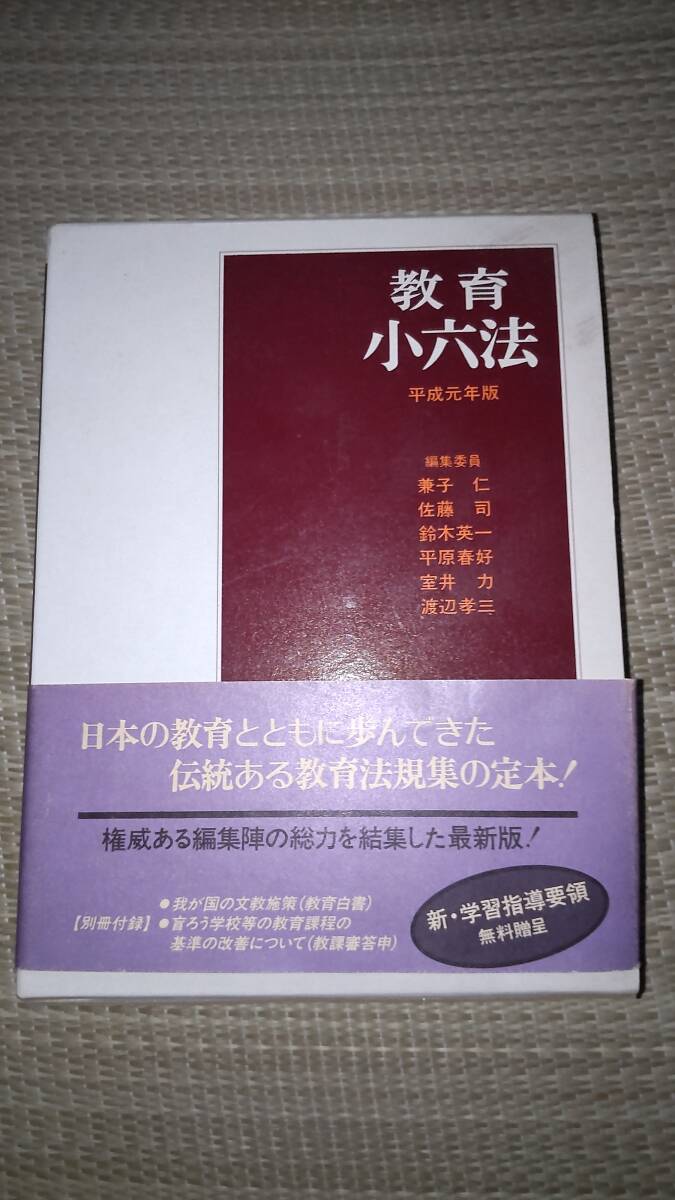 教育
小六法
平成元年版
編集委員
兼子 仁
佐藤 司
鈴木英一
平原春好
室井 力
渡辺孝三
日本の教育とともに歩んできた
伝統ある教育法規集の定本!
権威ある編集陣の総力を結集した最新版!
【別冊付録】
●我が国の文教施策(教育白書)
●盲ろう学校等の教育課程の
基準の改善について(教課審答申)
新・学習指導要領
無料贈呈